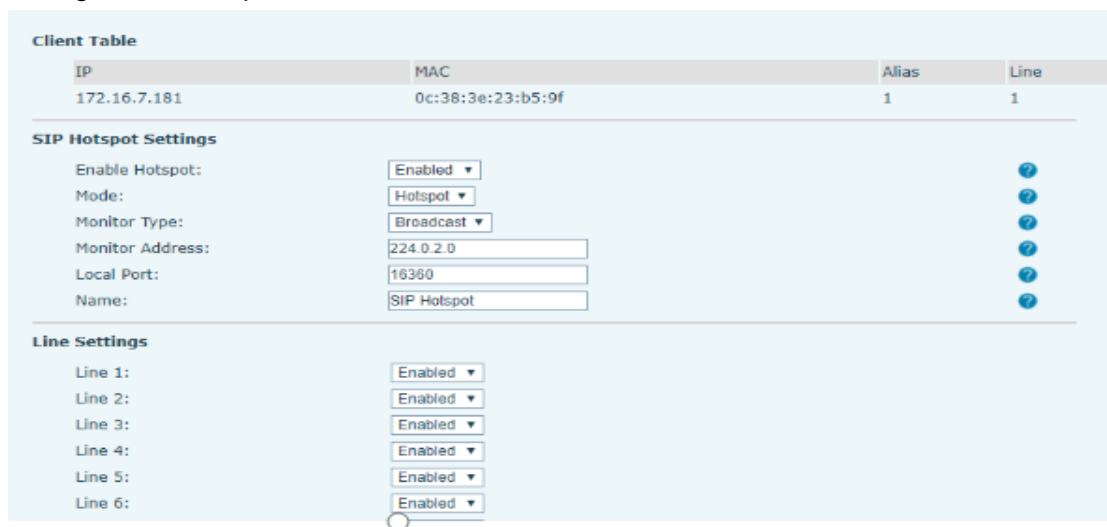 Client Table
IP MAC Alias Line
172.16.7.181 0c:38:3e:23:b5:9f 1 1
SIP Hotspot Settings
Enable Hotspot: Enabled
Mode: Hotspot
Monitor Type: Broadcast
Monitor Address: 224.0.2.0
Local Port: 16360
Name: SIP Hotspot
Line Settings
Line 1: Enabled
Line 2: Enabled
Line 3: Enabled
Line 4: Enabled
Line 5: Enabled
Line 6: Enabled